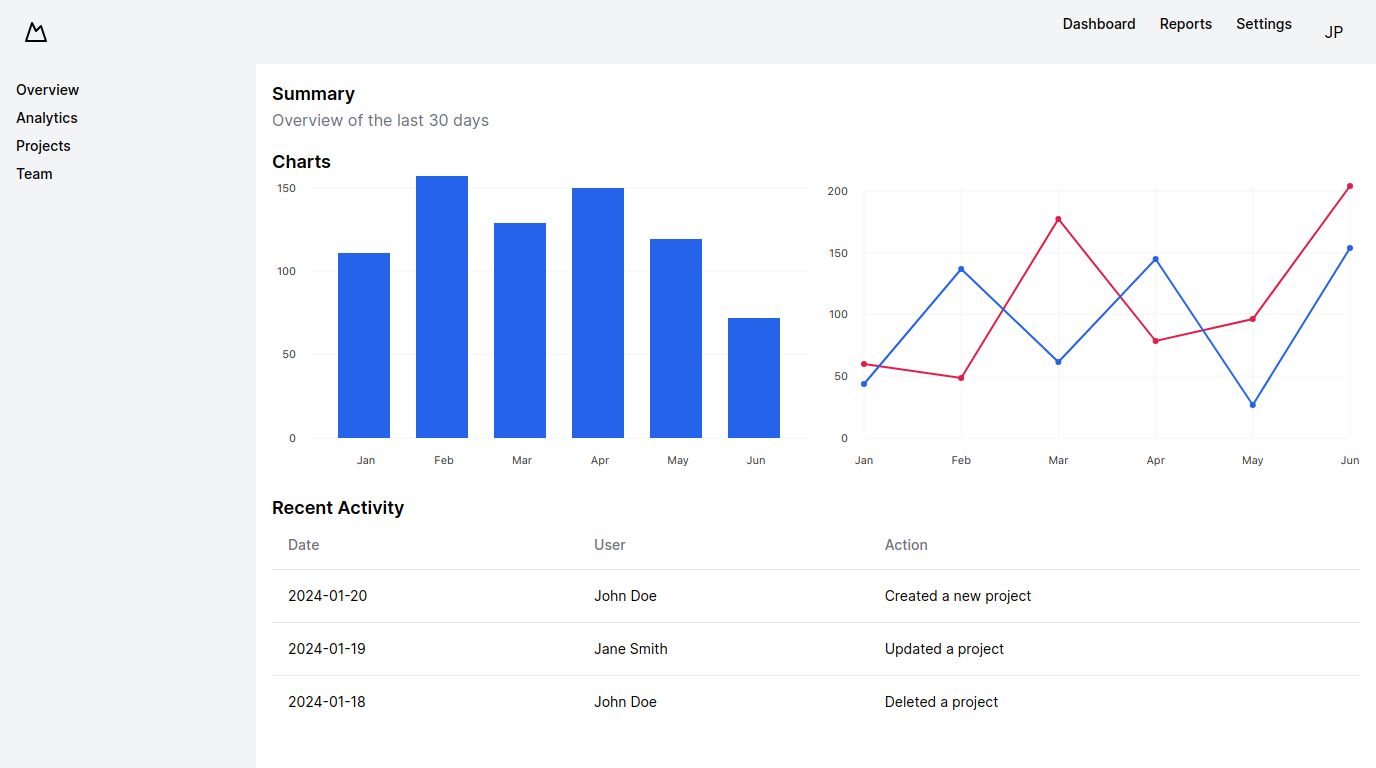 Dashboard Reports Settings JP
Overview
Analytics
Projects
Team
Summary
Overview of the last 30 days
Charts
150
100
50
0
Jan Feb Mar Apr May Jun
200
150
100
50
0
Jan Feb Mar Apr May Jun
Recent Activity
Date User Action
2024-01-20 John Doe Created a new project
2024-01-19 Jane Smith Updated a project
2024-01-18 John Doe Deleted a project